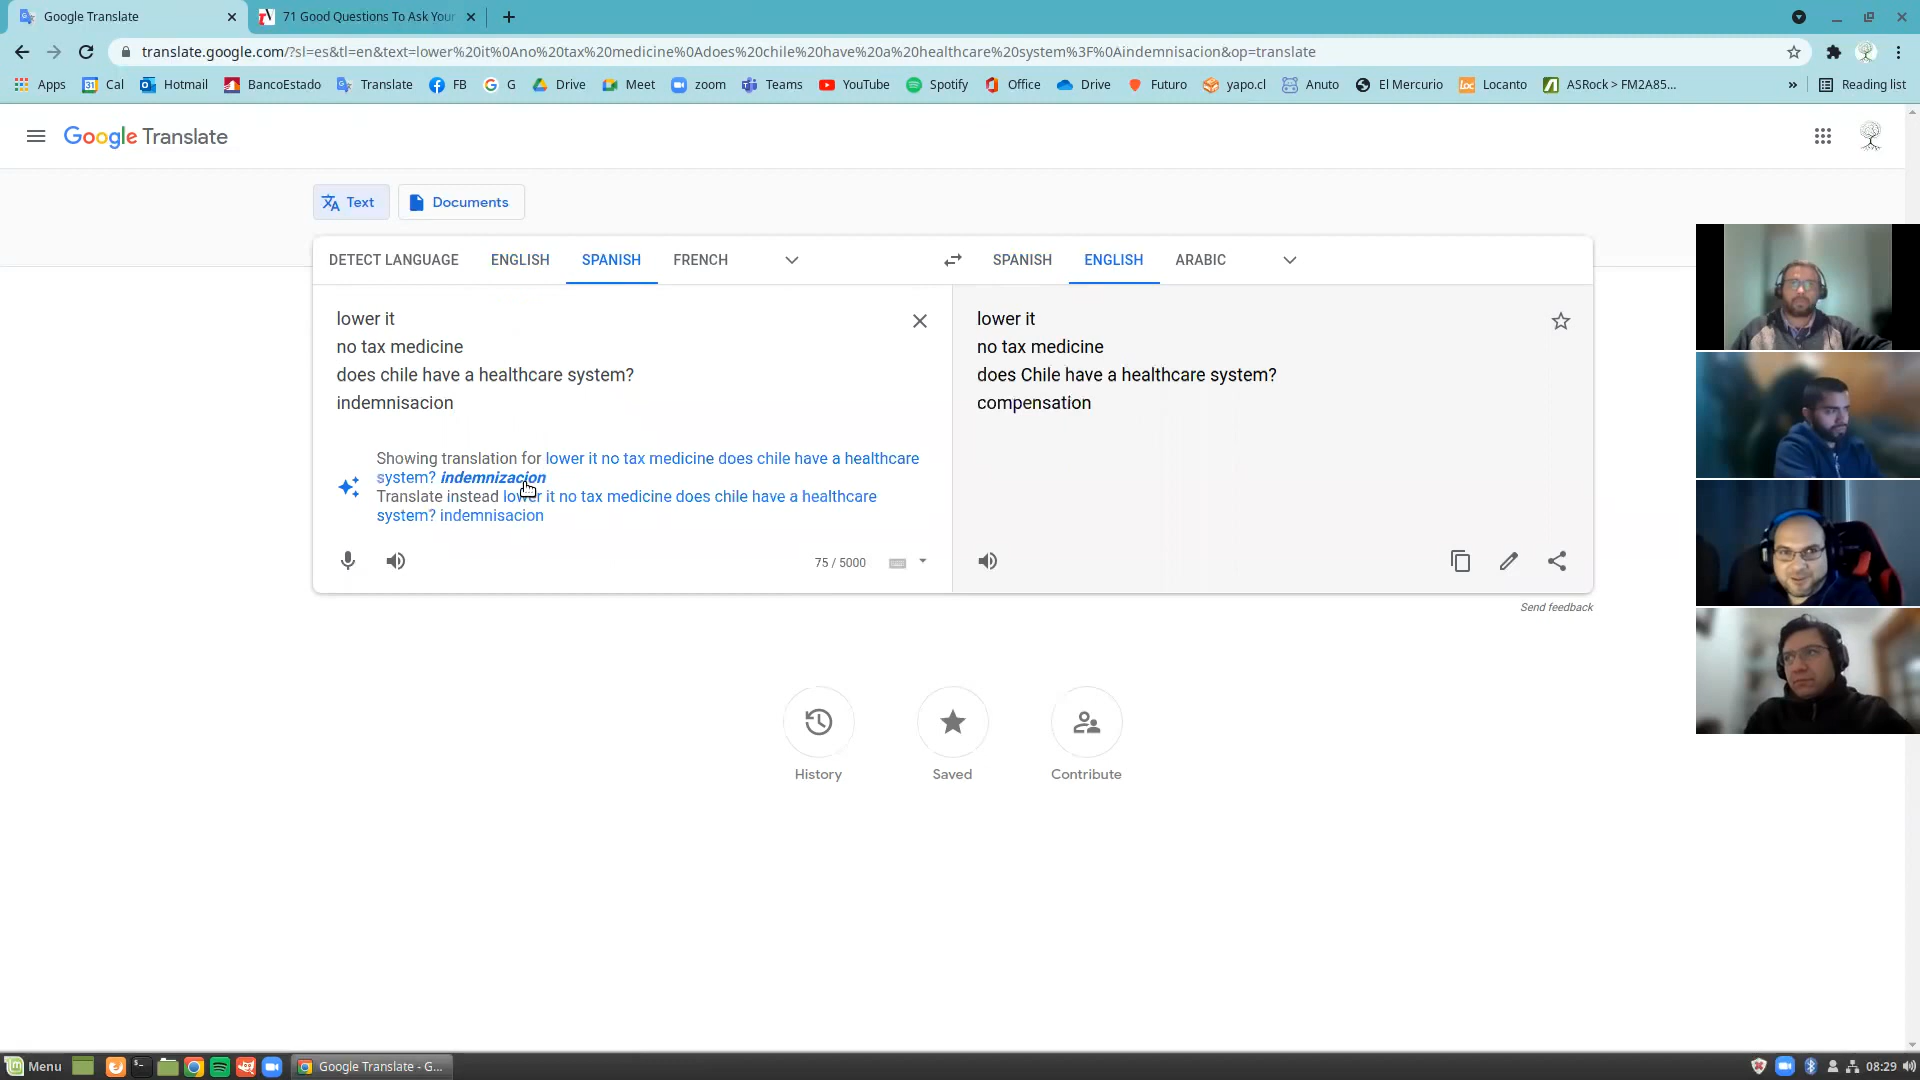 Google Translate
71 Good Questions To Ask Your
translate.google.com/?sl=es&tl=en&text=lower%20it%0Ano%20tax%20medicine%0Adoes%20chile%20have%20a%20healthcare%20system%3F%0Aindemnisacion&op=translate
Apps Cal Hotmail BancoEstado Translate FB G Drive Meet zoom Teams YouTube Spotify Office Drive Futuro yapo.cl Anuto El Mercurio Locanto ASRock > FM2A85... » Reading list
Google Translate
Text Documents
DETECT LANGUAGE ENGLISH SPANISH FRENCH
SPANISH ENGLISH ARABIC
lower it
no tax medicine
does chile have a healthcare system?
indemnisacion
Showing translation for lower it no tax medicine does chile have a healthcare
system? indemnizacion
Translate instead lower it no tax medicine does chile have a healthcare
system? indemnisacion
75 / 5000
lower it
no tax medicine
does Chile have a healthcare system?
compensation
Send feedback
History Saved Contribute
Menu Google Translate - G... 08:29